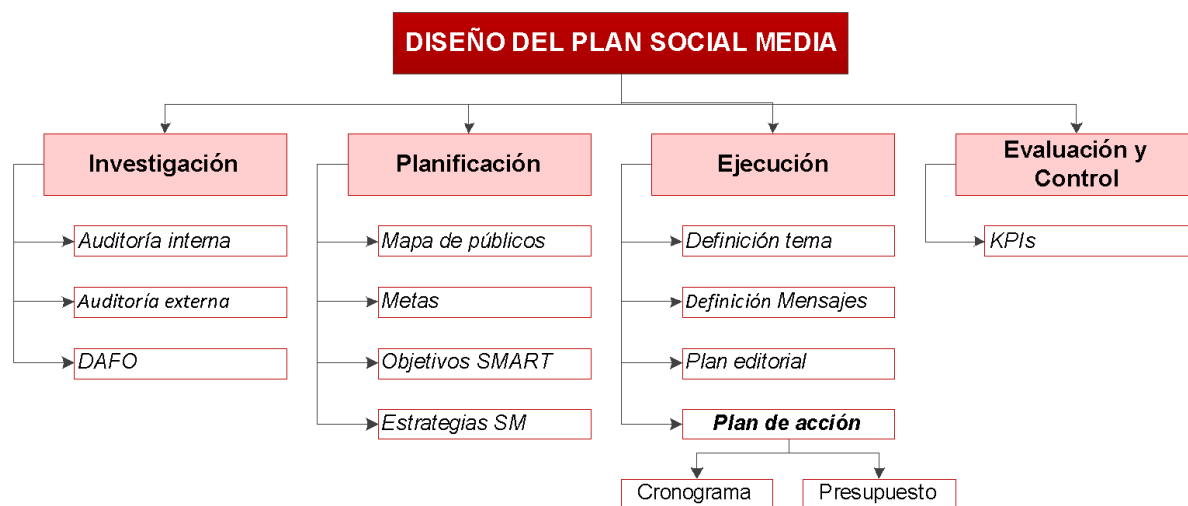 DISEÑO DEL PLAN SOCIAL MEDIA
Investigación
Auditoría interna
Auditoría externa
DAFO
Planificación
Mapa de públicos
Metas
Objetivos SMART
Estrategias SM
Ejecución
Definición tema
Definición Mensajes
Plan editorial
Plan de acción
Cronograma
Presupuesto
Evaluación y
Control
KPIs